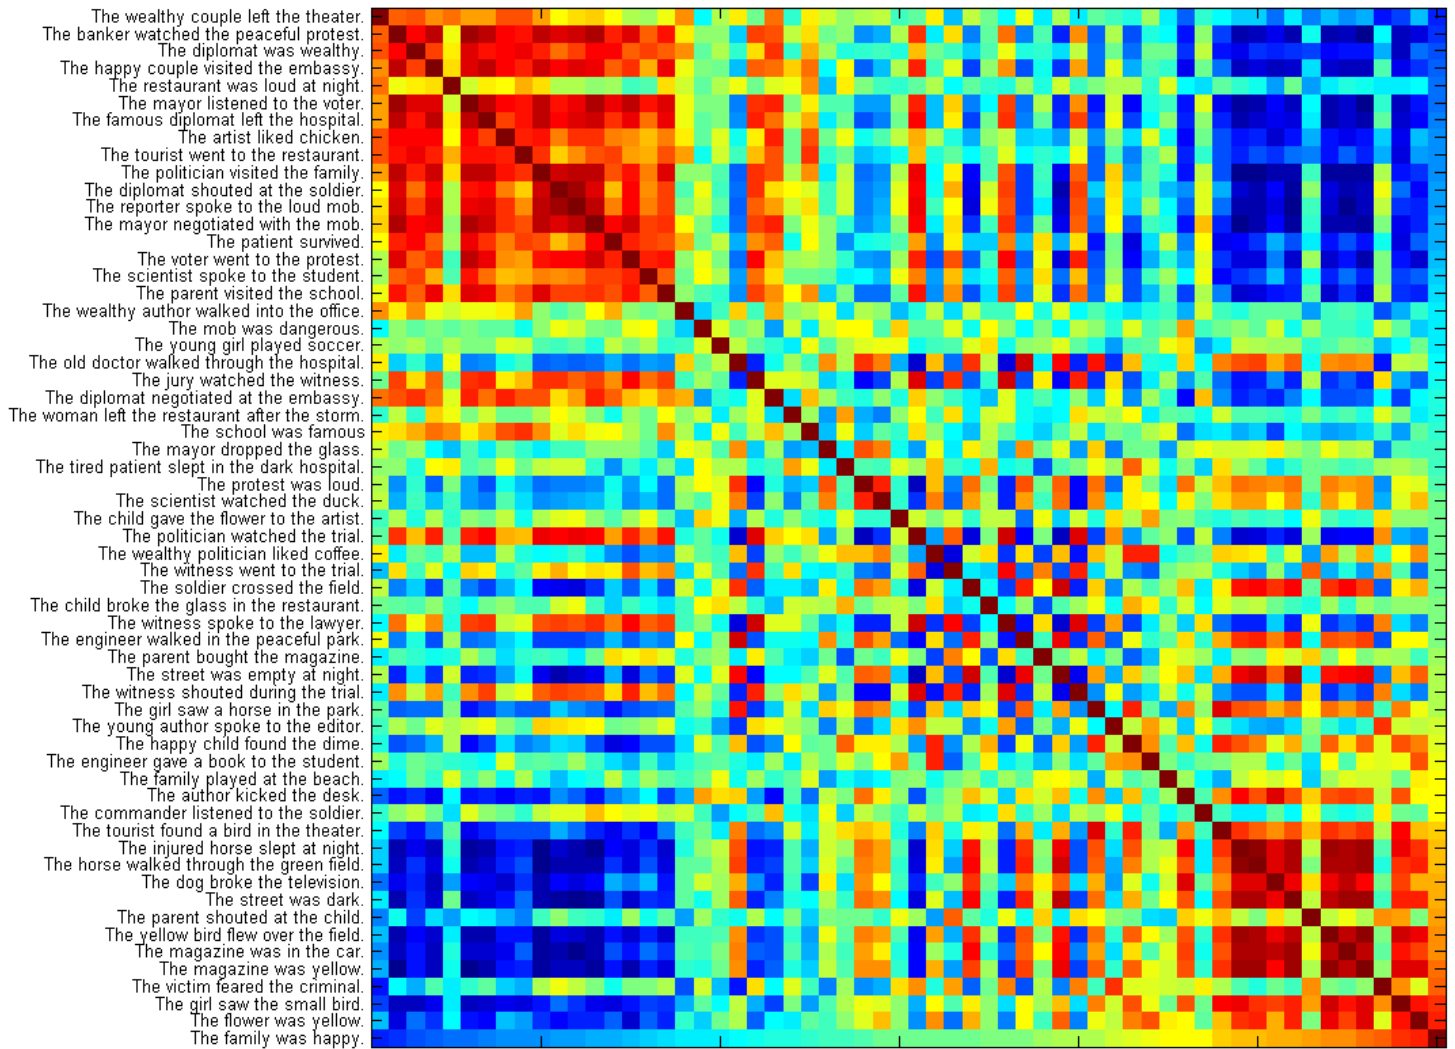 The wealthy couple left the theater.
The banker watched the peaceful protest.
The diplomat was wealthy.
The happy couple visited the embassy.
The restaurant was loud at night.
The mayor listened to the voter.
The famous diplomat left the hospital.
The artist liked chicken.
The tourist went to the restaurant.
The politician visited the family.
The diplomat shouted at the soldier.
The reporter spoke to the loud mob.
The mayor negotiated with the mob.
The patient survived.
The voter went to the protest.
The scientist spoke to the student.
The parent visited the school.
The wealthy author walked into the office.
The mob was dangerous.
The young girl played soccer.
The old doctor walked through the hospital.
The jury watched the witness.
The diplomat negotiated at the embassy.
The woman left the restaurant after the storm.
The school was famous
The mayor dropped the glass.
The tired patient slept in the dark hospital.
The protest was loud.
The scientist watched the duck.
The child gave the flower to the artist.
The politician watched the trial.
The wealthy politician liked coffee.
The witness went to the trial.
The soldier crossed the field.
The child broke the glass in the restaurant.
The witness spoke to the lawyer.
The engineer walked in the peaceful park.
The parent bought the magazine.
The street was empty at night.
The witness shouted during the trial.
The girl saw a horse in the park.
The young author spoke to the editor.
The happy child found the dime.
The engineer gave a book to the student.
The family played at the beach.
The author kicked the desk.
The commander listened to the soldier.
The tourist found a bird in the theater.
The injured horse slept at night.
The horse walked through the green field.
The dog broke the television.
The street was dark.
The parent shouted at the child.
The yellow bird flew over the field.
The magazine was in the car.
The magazine was yellow.
The victim feared the criminal.
The girl saw the small bird.
The flower was yellow.
The family was happy.